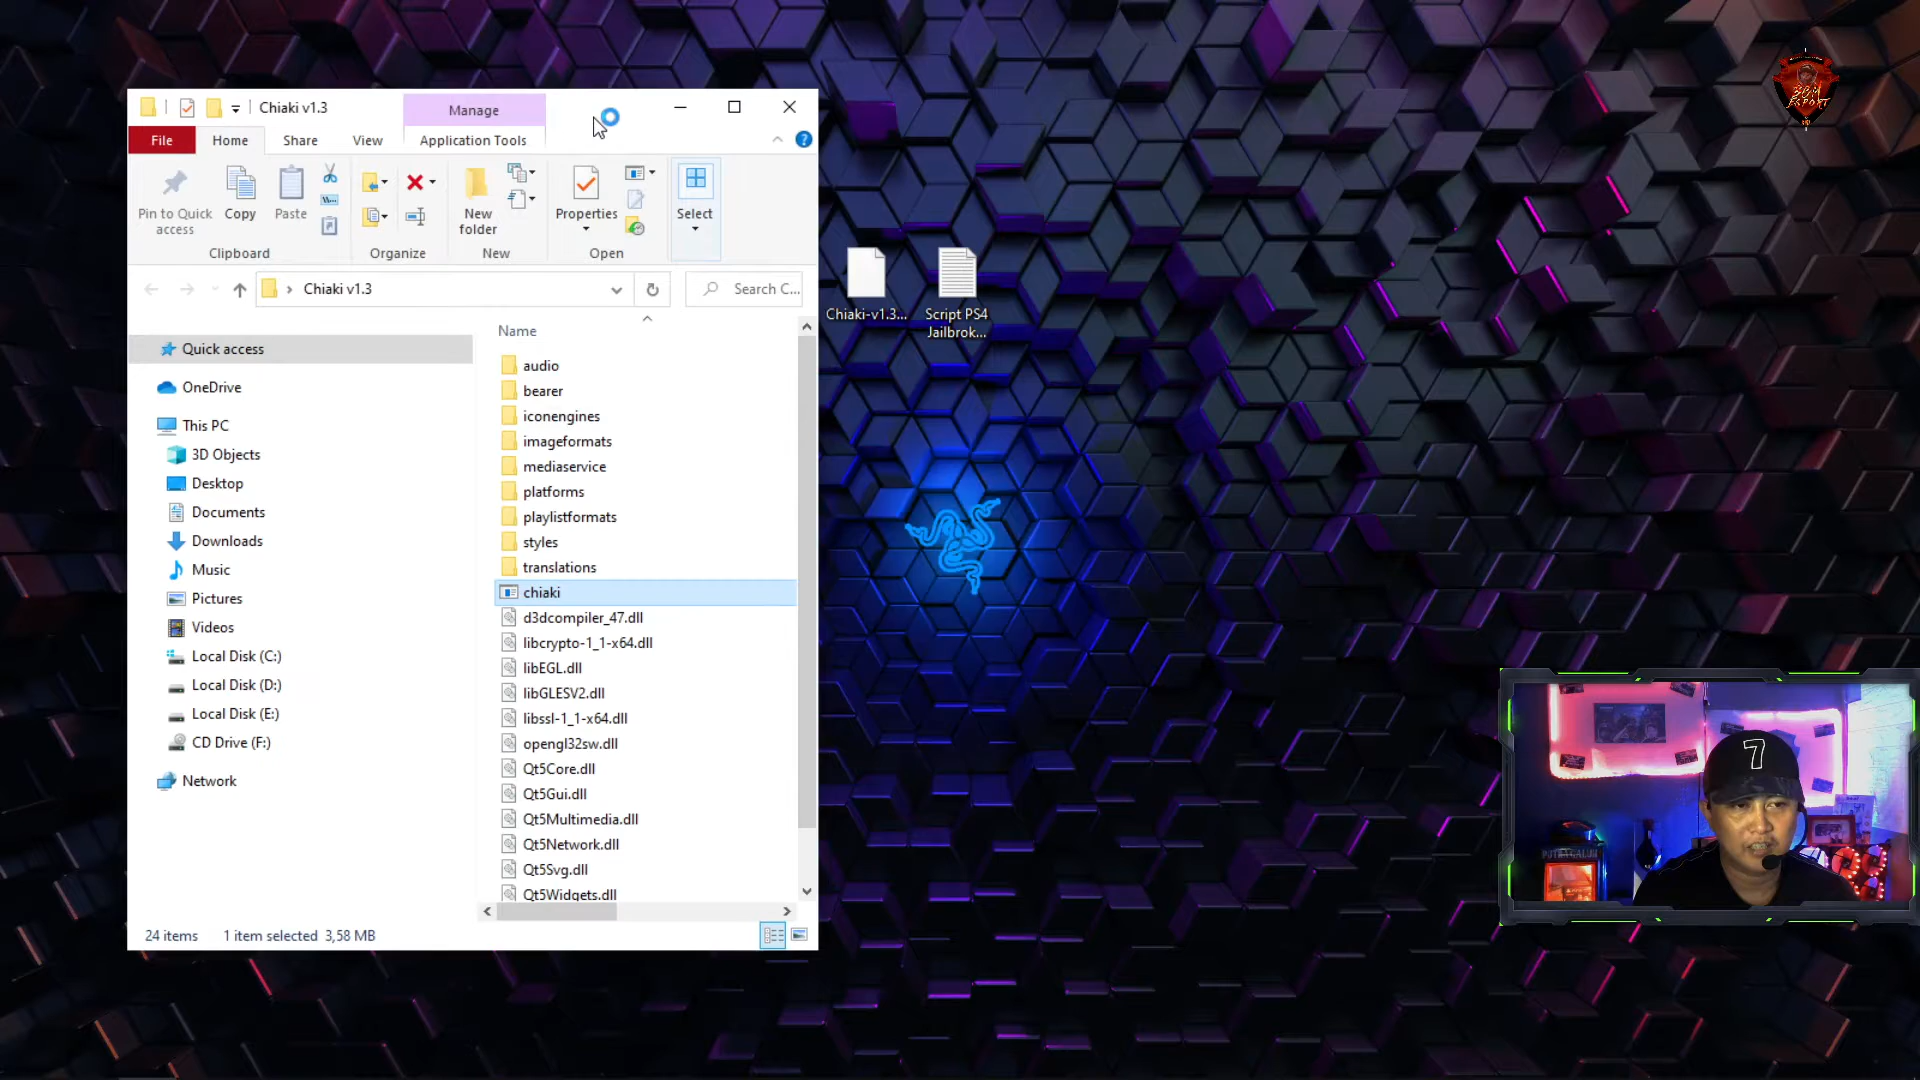 Chiaki v1.3
Manage
File
Home
Share
View
Application Tools
Pin to Quick
access
Copy
Paste
New
folder
Properties
Select
Clipboard
Organize
New
Open
Chiaki v1.3
Search C...
Quick access
OneDrive
This PC
3D Objects
Desktop
Documents
Downloads
Music
Pictures
Videos
Local Disk (C:)
Local Disk (D:)
Local Disk (E:)
CD Drive (F:)
Network
Name
audio
bearer
iconengines
imageformats
mediaservice
platforms
playlistformats
styles
translations
chiaki
d3dcompiler_47.dll
libcrypto-1_1-x64.dll
libEGL.dll
libGLESV2.dll
libssl-1_1-x64.dll
opengl32sw.dll
Qt5Core.dll
Qt5Gui.dll
Qt5Multimedia.dll
Qt5Network.dll
Qt5Svg.dll
Qt5Widgets.dll
24 items
1 item selected 3,58 MB
Chiaki-v1.3...
Script PS4
Jailbrok...
7